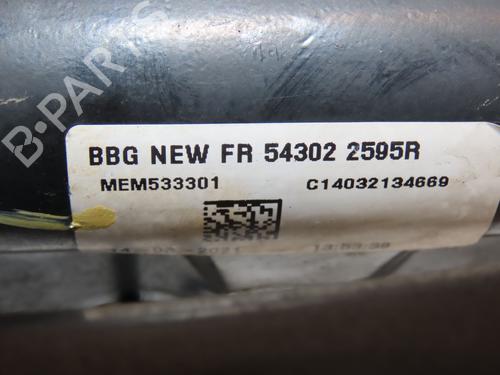 B-PARTS
BBG NEW FR 54302 2595R
MEM533301 C14032134669